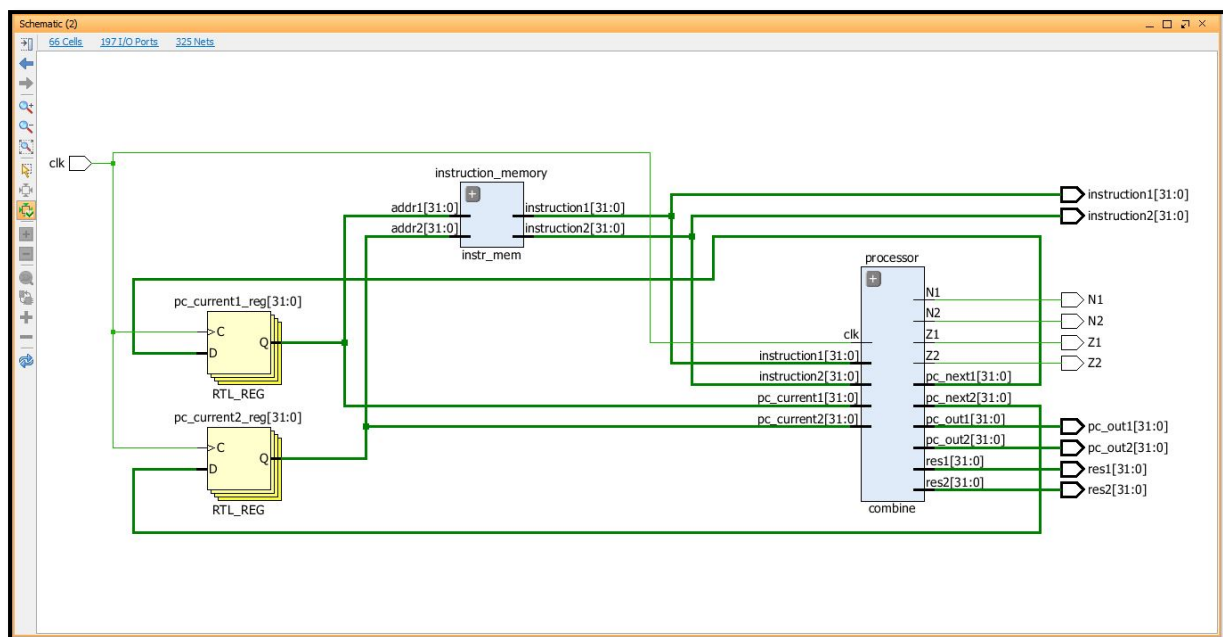 Schematic (2)
66 Cells 197 I/O Ports 325 Nets
clk
instruction_memory
addr1[31:0] instruction1[31:0]
addr2[31:0] instruction2[31:0]
instr_mem
instruction1[31:0]
instruction2[31:0]
pc_current1_reg[31:0]
C
D
Q
RTL_REG
pc_current2_reg[31:0]
C
D
Q
RTL_REG
processor
clk
instruction1[31:0]
instruction2[31:0]
pc_current1[31:0]
pc_current2[31:0]
N1
N2
Z1
Z2
pc_next1[31:0]
pc_next2[31:0]
pc_out1[31:0]
pc_out2[31:0]
res1[31:0]
res2[31:0]
combine
N1
N2
Z1
Z2
pc_out1[31:0]
pc_out2[31:0]
res1[31:0]
res2[31:0]